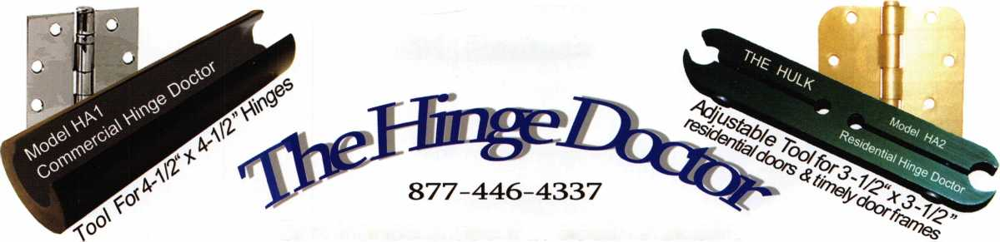 Model HA1
Commercial Hinge Doctor
Tool For 4-1/2“ x 4-1/2” Hinges
The Hinge Doctor
877-446-4337
THE HULK
Model HA2
Residential Hinge Doctor
Adjustable Tool for 3-1/2“ x 3-1/2”
residential doors & timely door frames